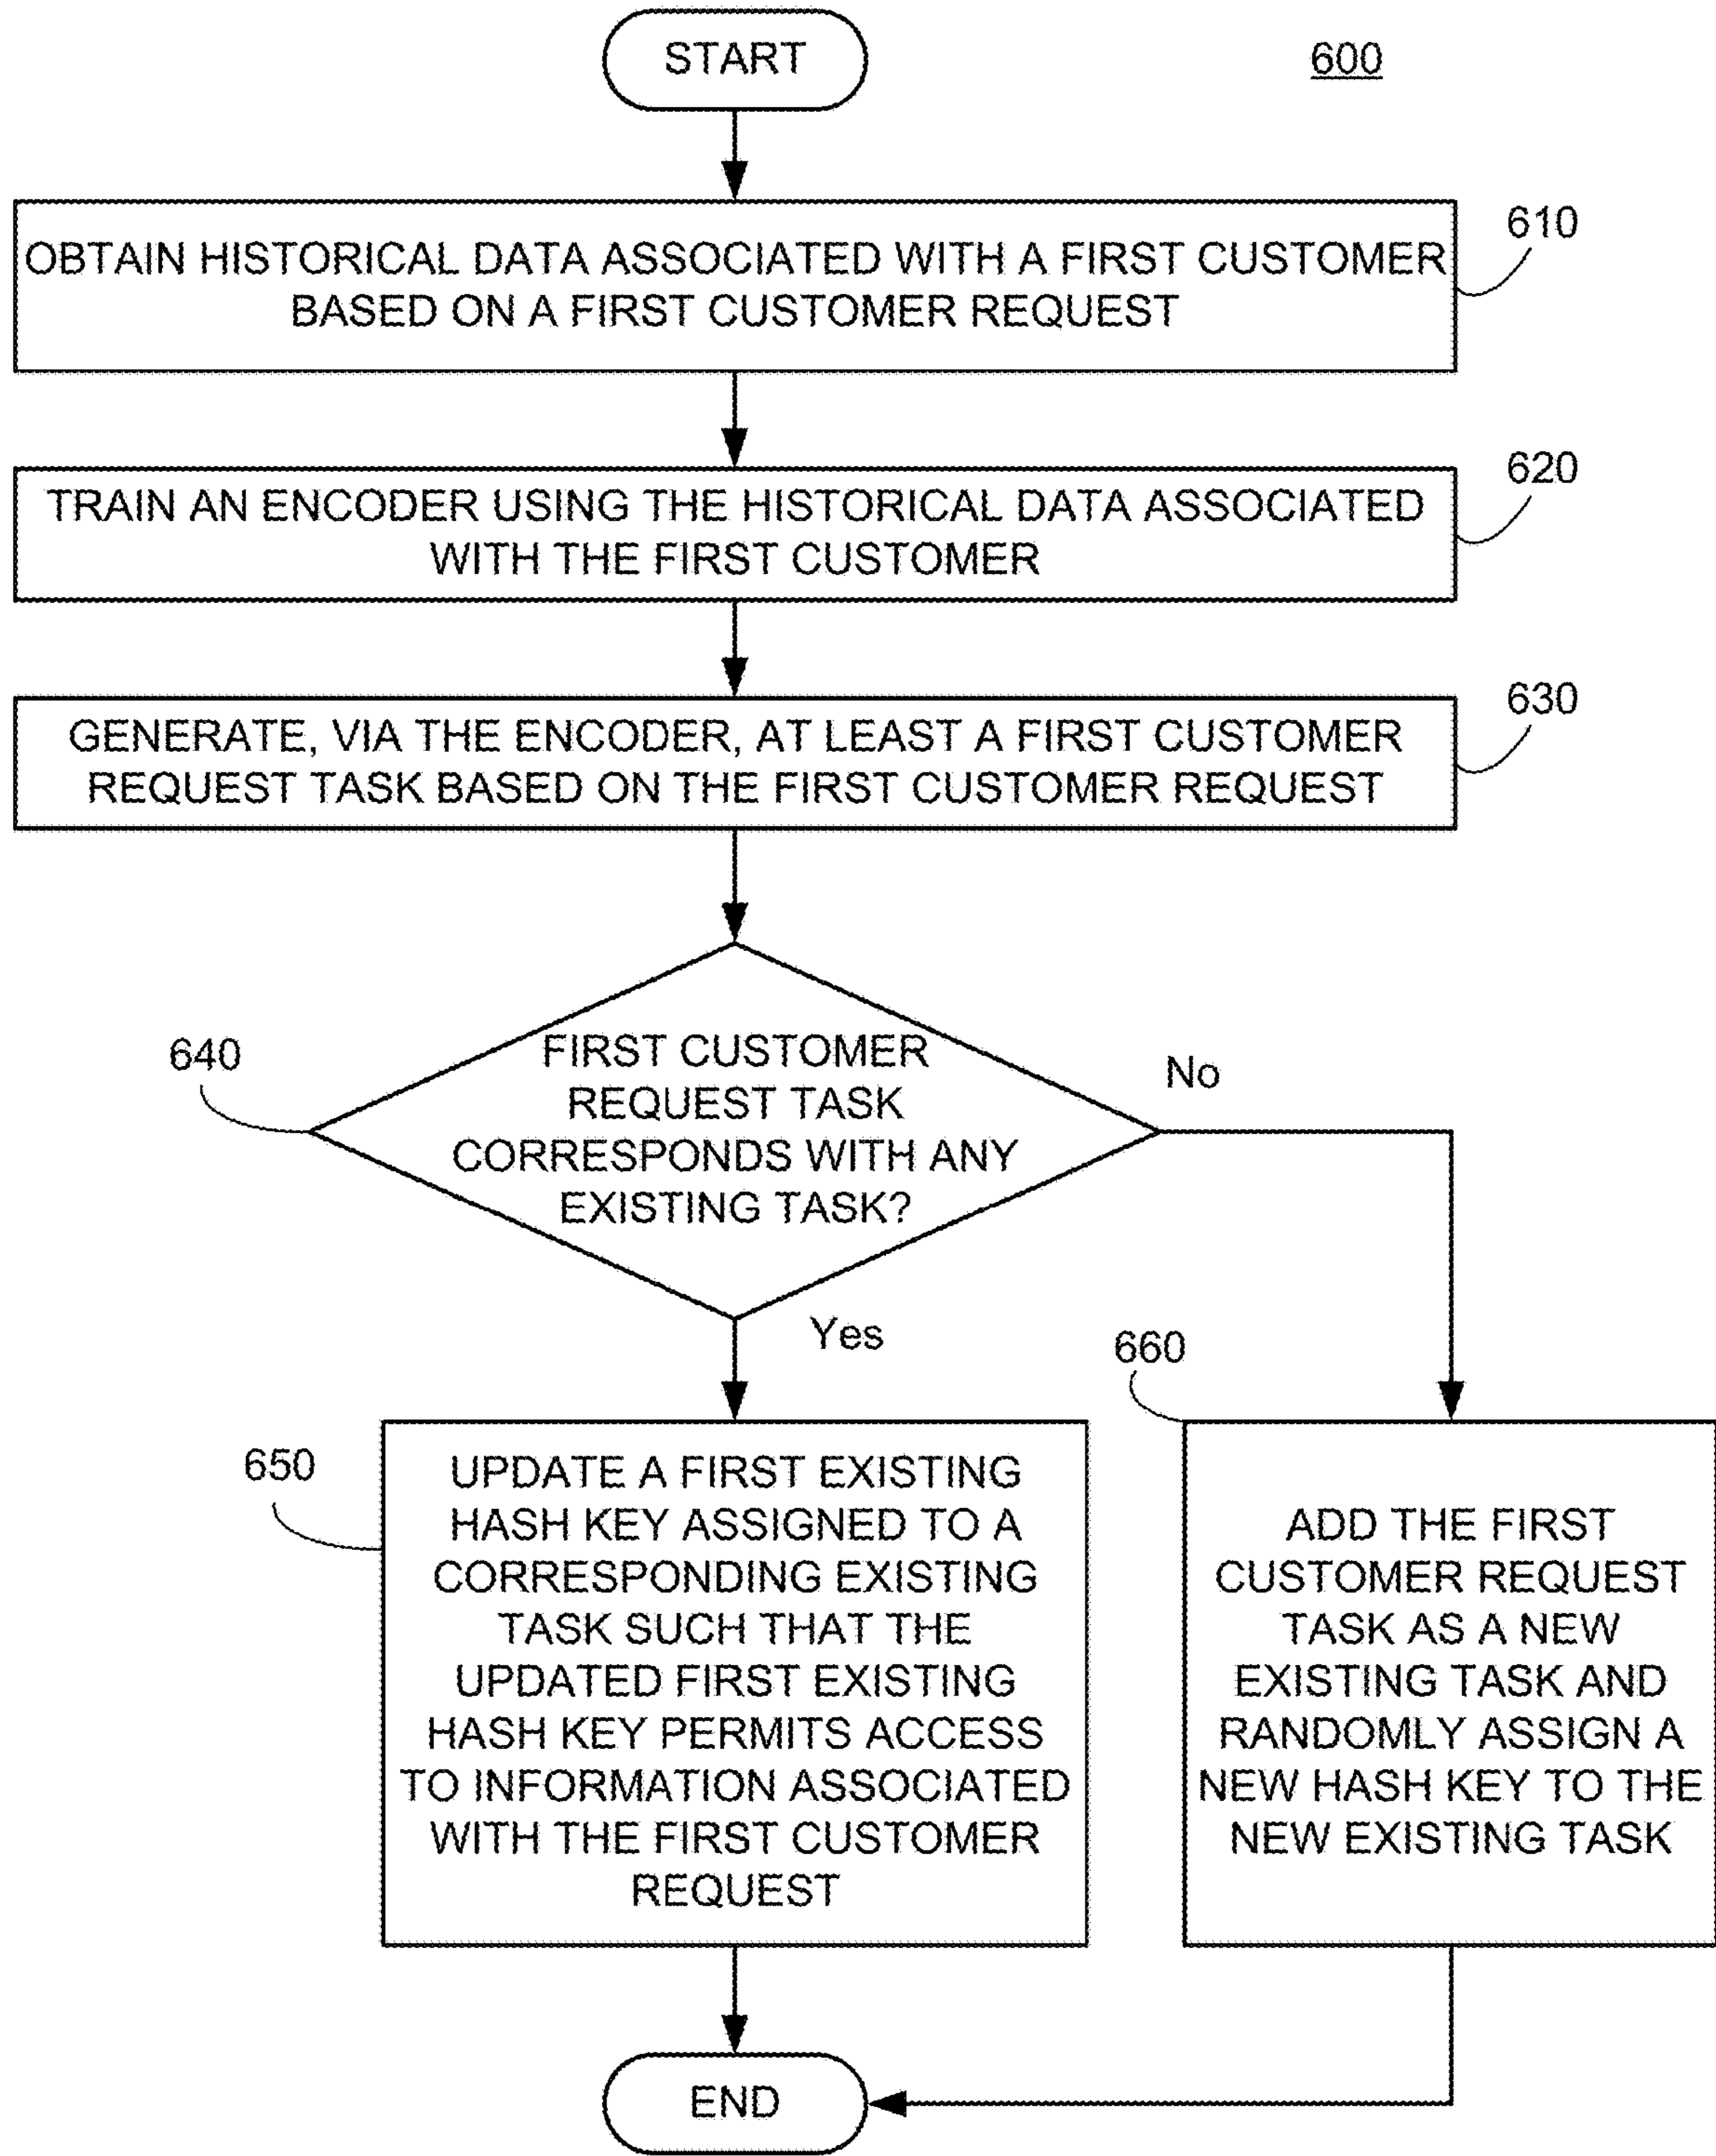 START
600
OBTAIN HISTORICAL DATA ASSOCIATED WITH A FIRST CUSTOMER
BASED ON A FIRST CUSTOMER REQUEST
610
TRAIN AN ENCODER USING THE HISTORICAL DATA ASSOCIATED
WITH THE FIRST CUSTOMER
620
GENERATE, VIA THE ENCODER, AT LEAST A FIRST CUSTOMER
REQUEST TASK BASED ON THE FIRST CUSTOMER REQUEST
630
640
FIRST CUSTOMER
REQUEST TASK
CORRESPONDS WITH ANY
EXISTING TASK?
No
Yes
650
UPDATE A FIRST EXISTING
HASH KEY ASSIGNED TO A
CORRESPONDING EXISTING
TASK SUCH THAT THE
UPDATED FIRST EXISTING
HASH KEY PERMITS ACCESS
TO INFORMATION ASSOCIATED
WITH THE FIRST CUSTOMER
REQUEST
660
ADD THE FIRST
CUSTOMER REQUEST
TASK AS A NEW
EXISTING TASK AND
RANDOMLY ASSIGN A
NEW HASH KEY TO THE
NEW EXISTING TASK
END